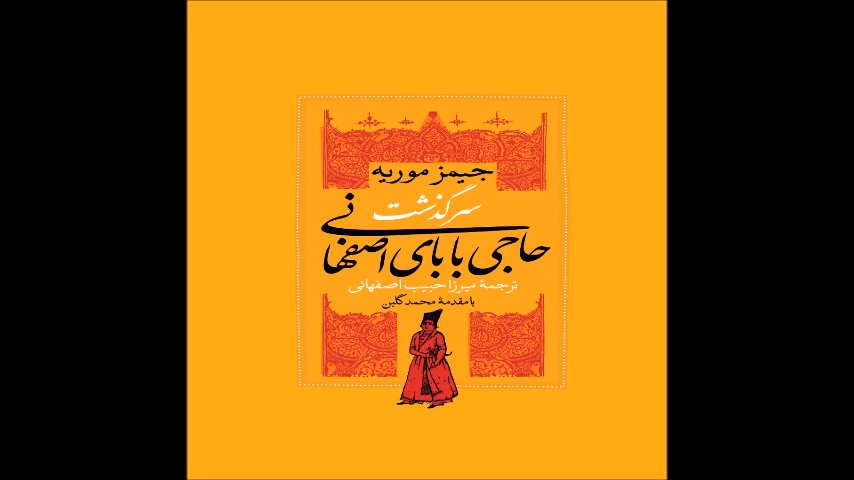 جیمز موریه
سرگذشت
حاجی بابای اصفهانی
ترجمهٔ میرزا حبیب اصفهانی
با مقدمهٔ محمد گلبن